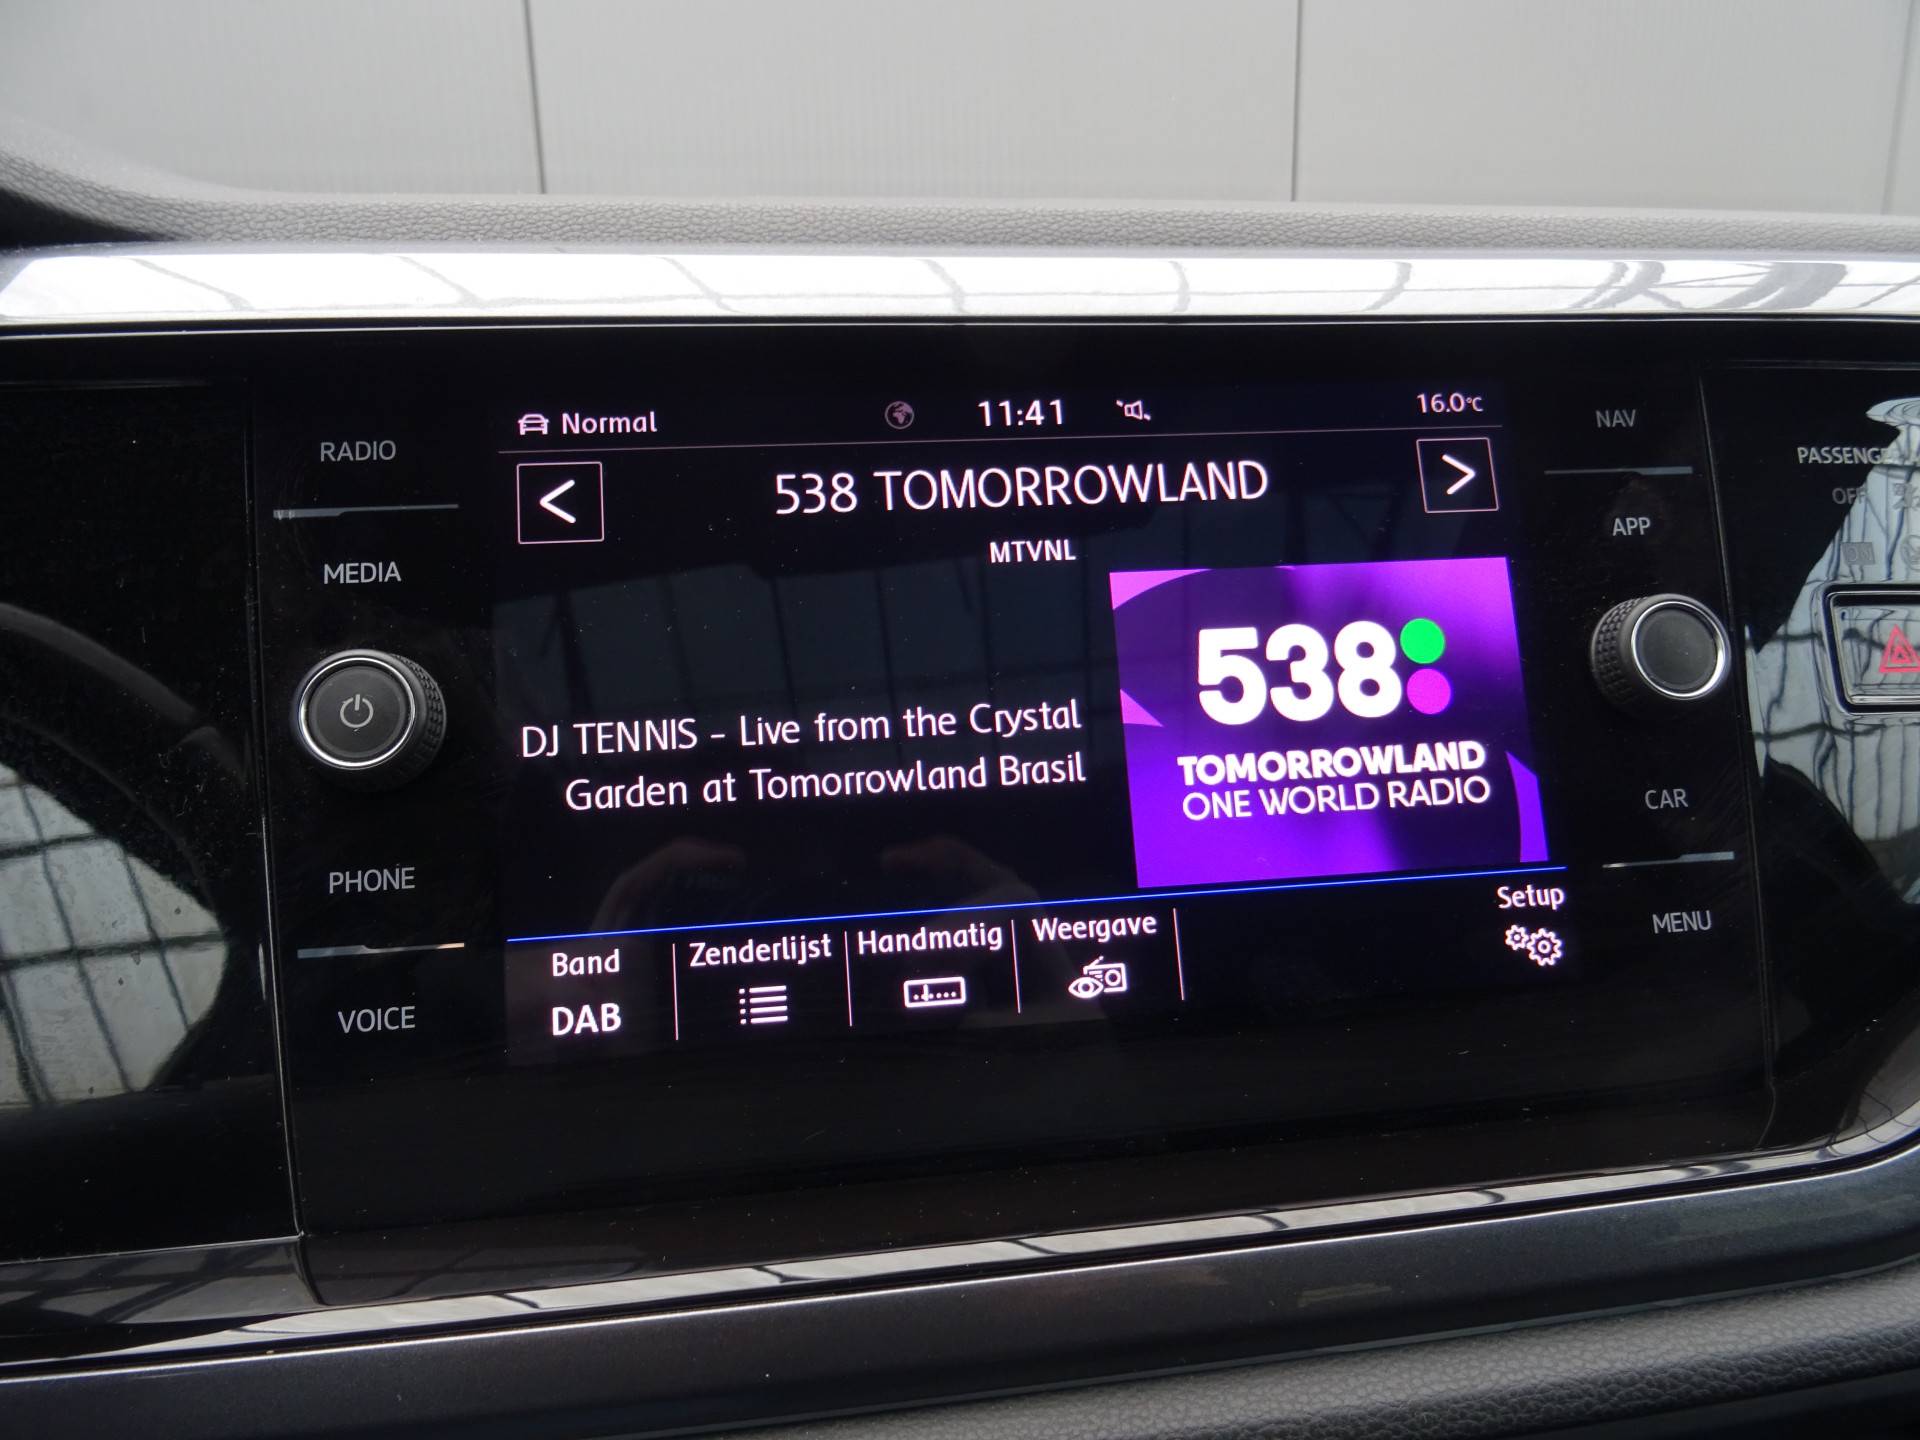 Normal
11:41
16.0°C
538 TOMORROWLAND
MTVNL
DJ TENNIS - Live from the Crystal
Garden at Tomorrowland Brasil
538
TOMORROWLAND
ONE WORLD RADIO
Band
DAB
Zenderlijst
Handmatig
Weergave
Setup
RADIO
MEDIA
PHONE
VOICE
NAV
APP
CAR
MENU